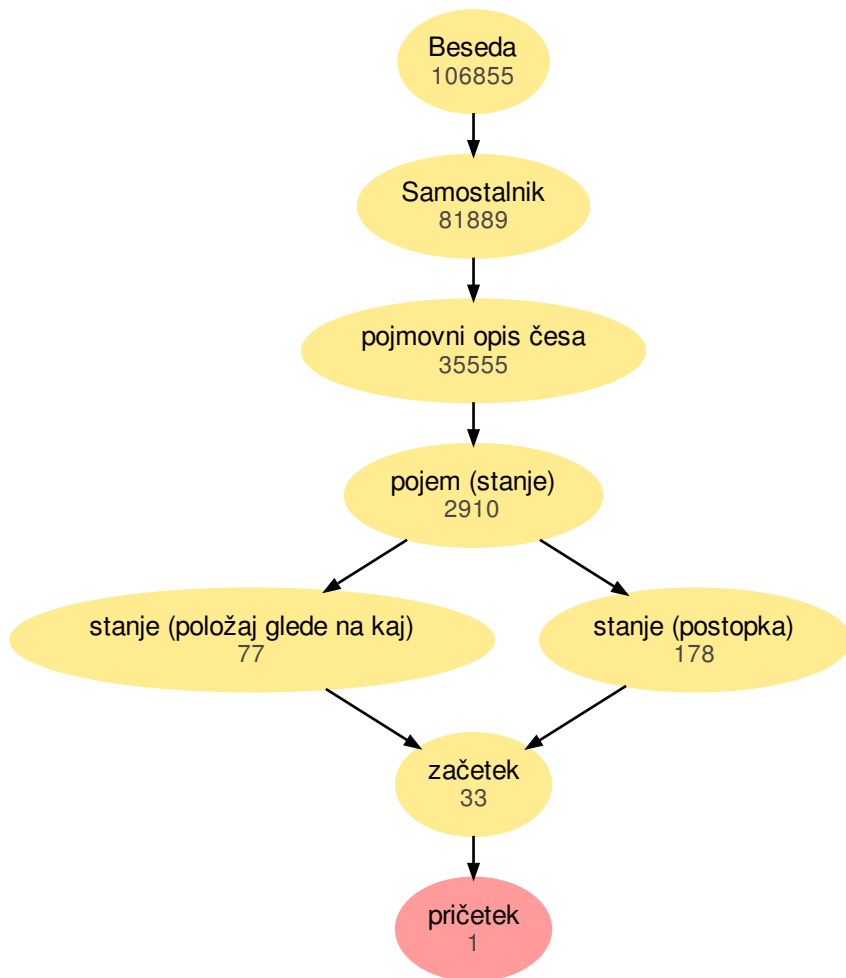 Beseda
106855
Samostalnik
81889
pojmovni opis česa
35555
pojem (stanje)
2910
stanje (položaj glede na kaj)
77
stanje (postopka)
178
začetek
33
pričetek
1